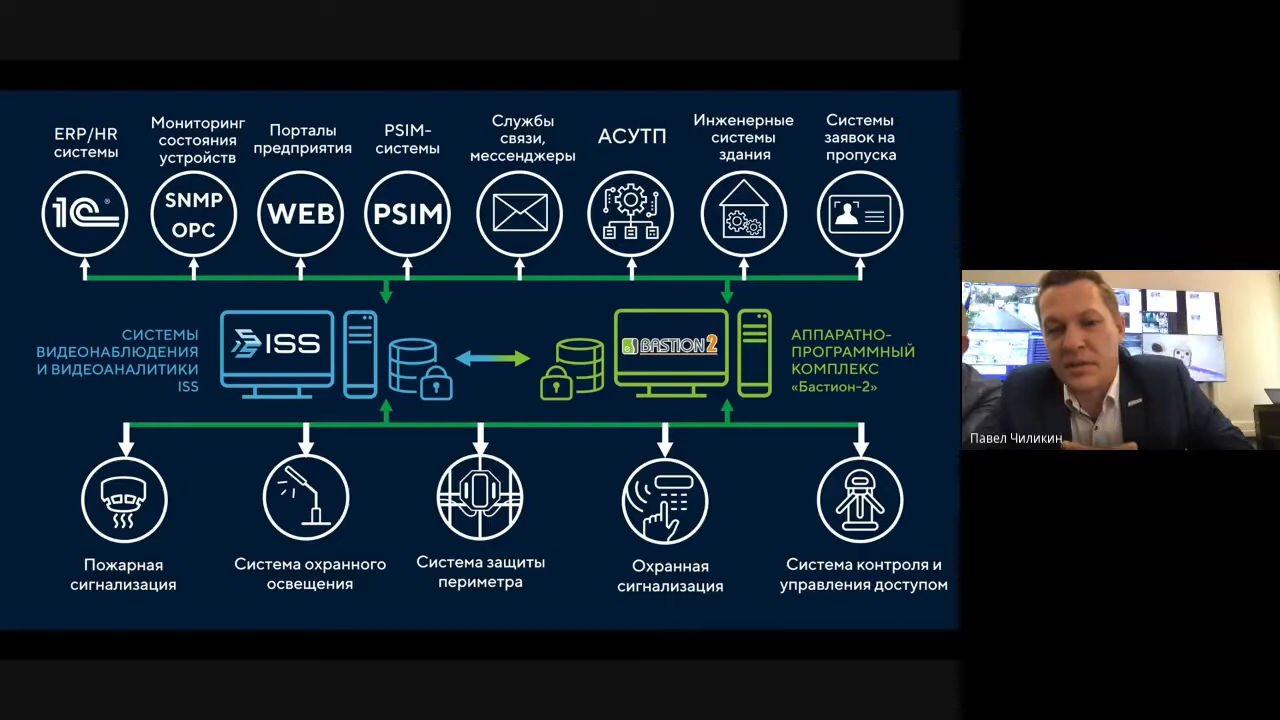 ERP/HR
системы
Мониторинг
состояния
устройств
Порталы
предприятия
PSIM-
системы
Службы
связи,
мессенджеры
АСУТП
Инженерные
системы
здания
Системы
заявок на
пропуска
1С®
SNMP
OPC
WEB
PSIM
СИСТЕМЫ
ВИДЕОНАБЛЮДЕНИЯ
И ВИДЕОАНАЛИТИКИ
ISS
ISS
BASTION2
АППАРАТНО-
ПРОГРАММНЫЙ
КОМПЛЕКС
«Бастион-2»
Павел Чиликин
Пожарная
сигнализация
Система охранного
освещения
Система защиты
периметра
Охранная
сигнализация
Система контроля и
управления доступом